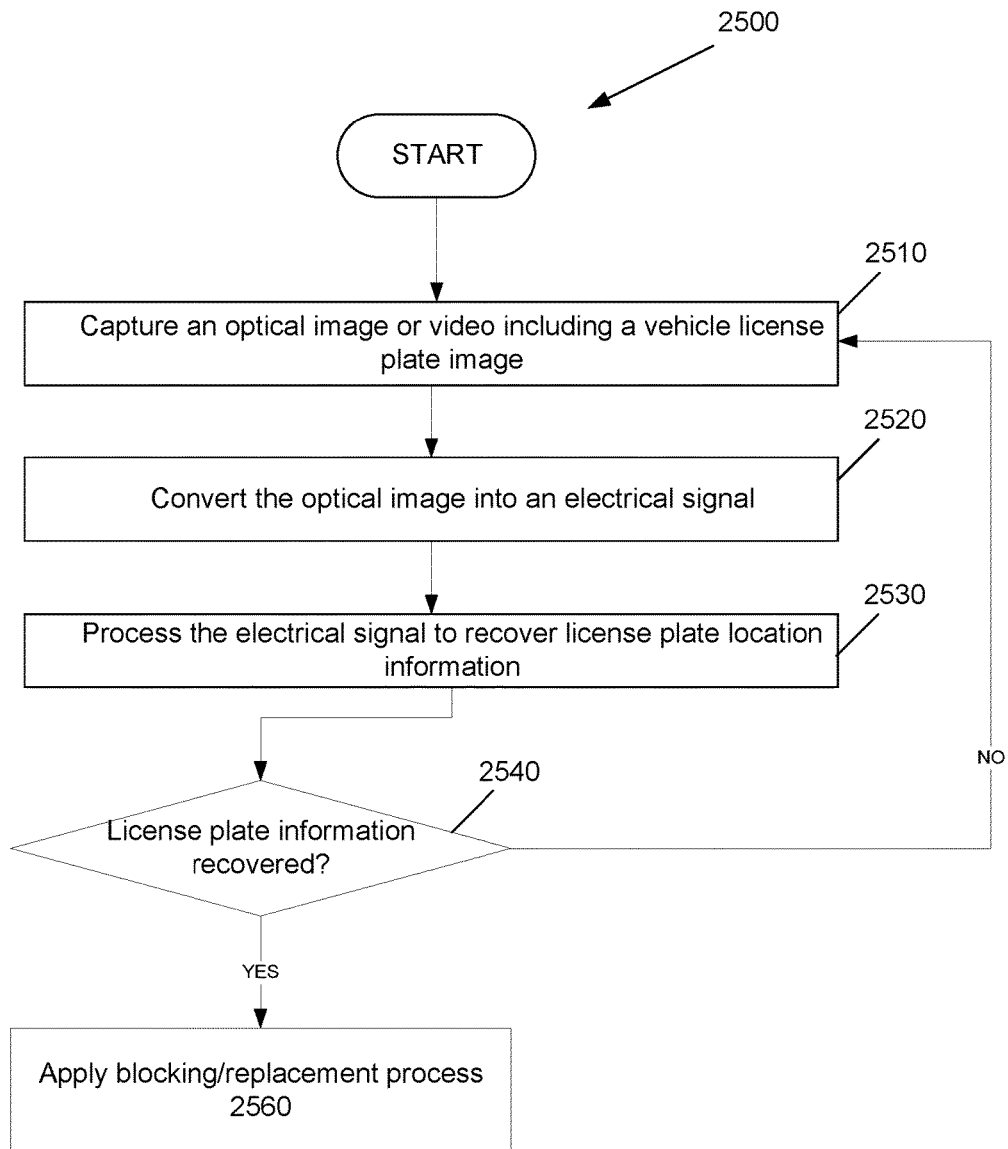 2500
START
2510
Capture an optical image or video including a vehicle license
plate image
2520
Convert the optical image into an electrical signal
2530
Process the electrical signal to recover license plate location
information
2540
License plate information
recovered?
NO
YES
Apply blocking/replacement process
2560